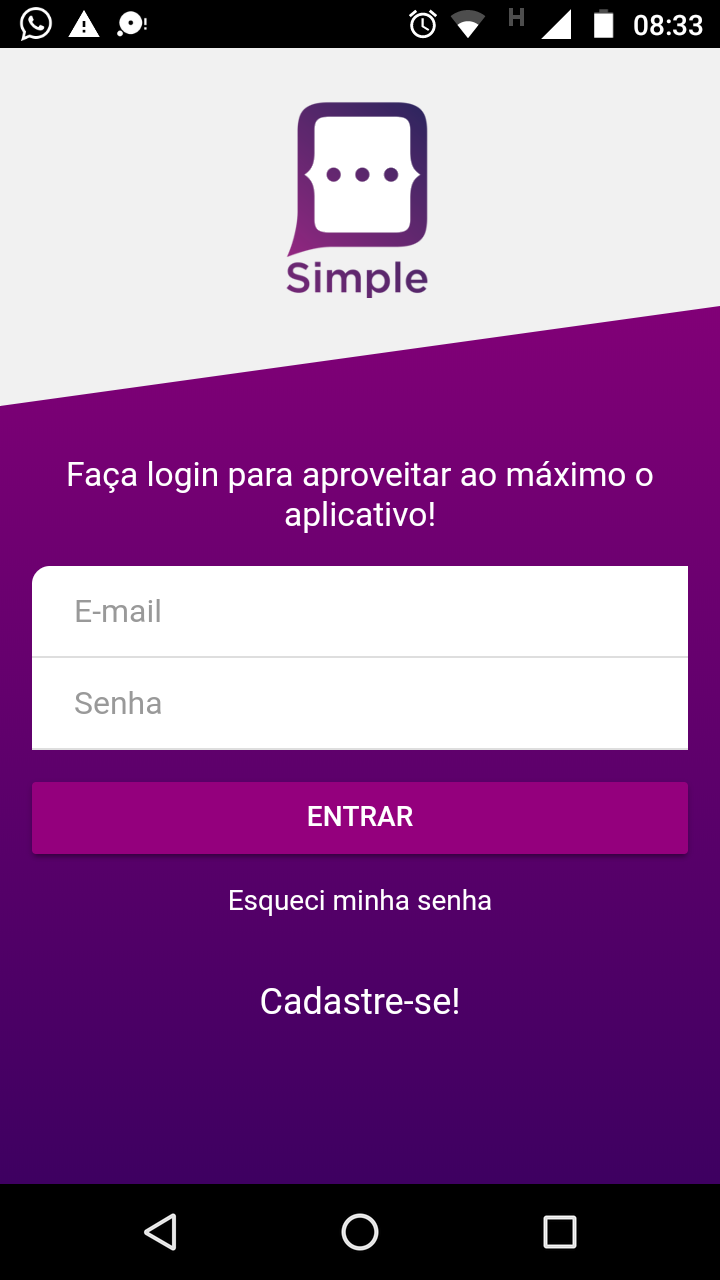 H 08:33
Simple
Faça login para aproveitar ao máximo o
aplicativo!
E-mail
Senha
ENTRAR
Esqueci minha senha
Cadastre-se!